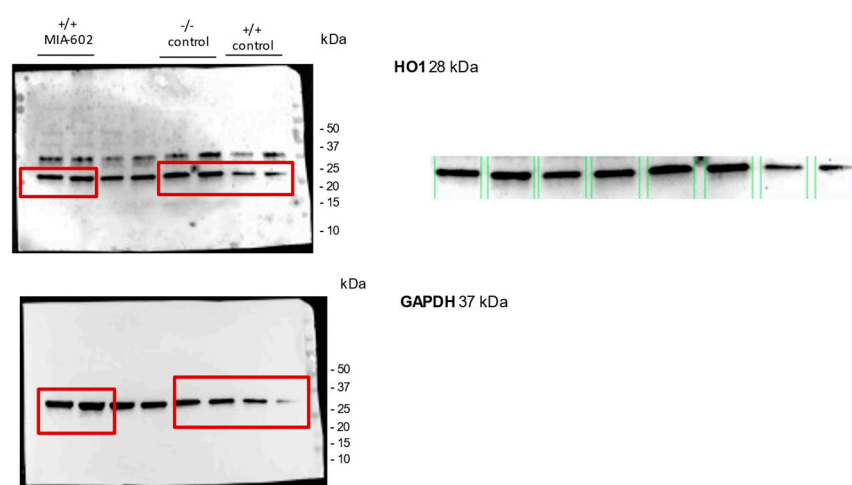 +/+
MIA-602
-/-
control
+/+
control
kDa
HO1 28 kDa
- 50
- 37
- 25
- 20
- 15
- 10
kDa
GAPDH 37 kDa
- 50
- 37
- 25
- 20
- 15
- 10